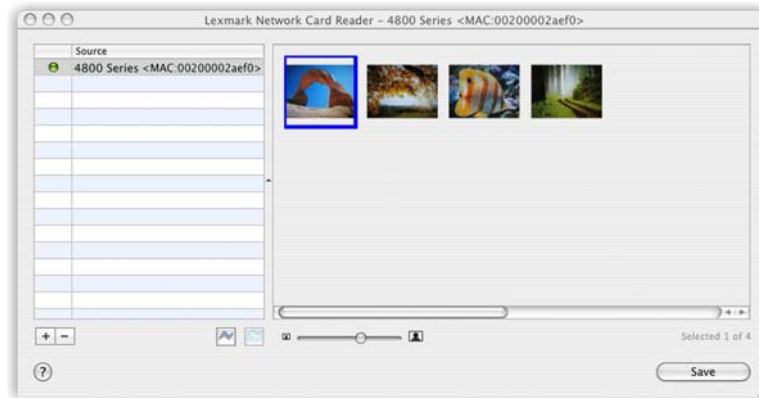 Lexmark Network Card Reader – 4800 Series <MAC:00200002aef0>
Source
4800 Series <MAC:00200002aef0>
+ −
Selected 1 of 4
?
Save